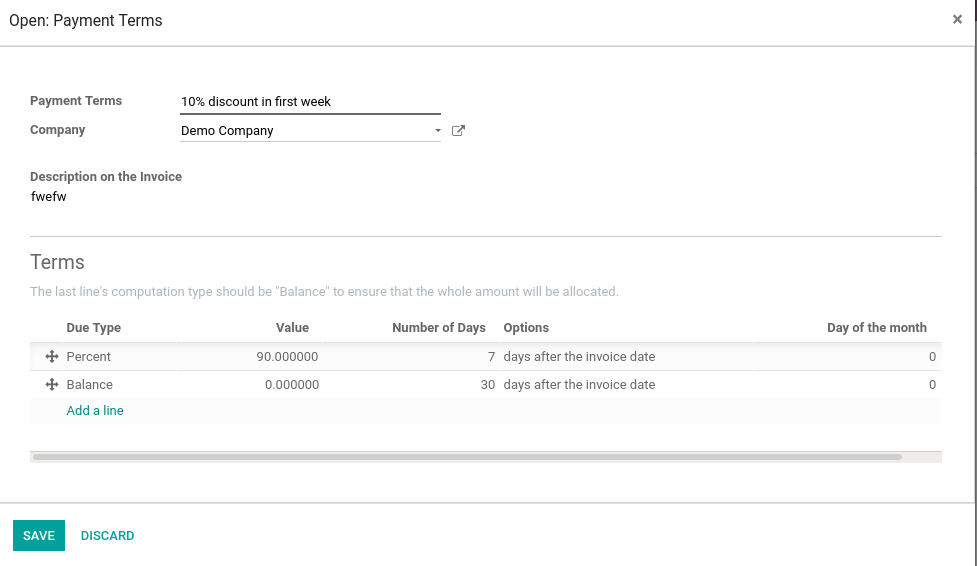 Open: Payment Terms ×
Payment Terms 10% discount in first week
Company Demo Company
Description on the Invoice
fwefw
Terms
The last line's computation type should be "Balance" to ensure that the whole amount will be allocated.
Due Type Value Number of Days Options Day of the month
Percent 90.000000 7 days after the invoice date 0
Balance 0.000000 30 days after the invoice date 0
Add a line
SAVE DISCARD